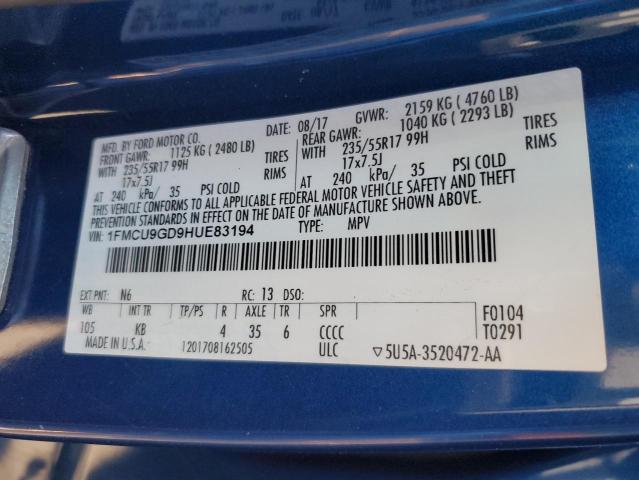 MFD. BY FORD MOTOR CO. DATE: 08/17 GVWR: 2159 KG ( 4760 LB)
FRONT GAWR: 1125 KG ( 2480 LB) REAR GAWR: 1040 KG ( 2293 LB)
WITH 235/55R17 99H TIRES WITH 235/55R17 99H TIRES
17x7.5J RIMS 17x7.5J RIMS
AT 240 kPa/ 35 PSI COLD AT 240 kPa/ 35 PSI COLD
THIS VEHICLE CONFORMS TO ALL APPLICABLE FEDERAL MOTOR VEHICLE SAFETY AND THEFT
PREVENTION STANDARDS IN EFFECT ON THE DATE OF MANUFACTURE SHOWN ABOVE.
VIN: 1FMCU9GD9HUE83194 TYPE: MPV
EXT PNT: N6 RC: 13 DSO:
WB INT TR TP/PS R AXLE TR SPR
105 KB 4 35 6 CCCC
F0104
T0291
MADE IN U.S.A. 1201708162505 ULC ▽5U5A-3520472-AA